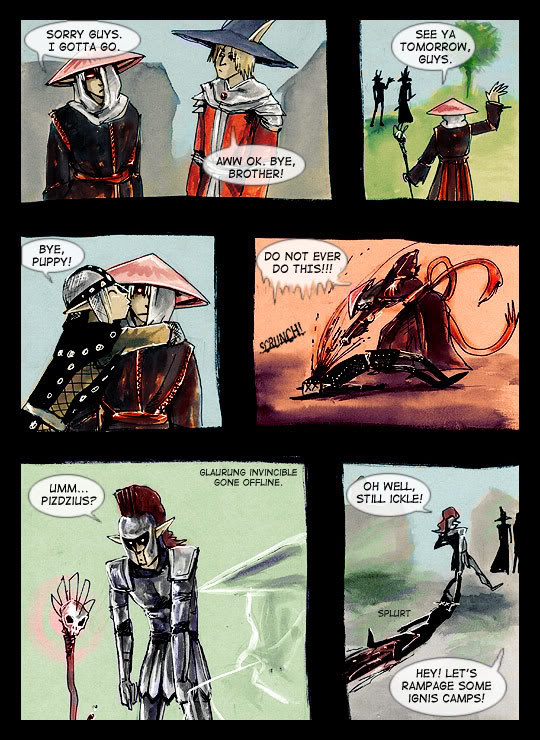 SORRY GUYS.
I GOTTA GO.
AWW OK. BYE,
BROTHER!
SEE YA
TOMORROW,
GUYS.
BYE,
PUPPY!
DO NOT EVER
DO THIS!!!
SCRUNCH!
UMM...
PIZDZIUS?
GLAURUNG INVINCIBLE
GONE OFFLINE.
OH WELL,
STILL ICKLE!
SPLURT
HEY! LET'S
RAMPAGE SOME
IGNIS CAMPS!